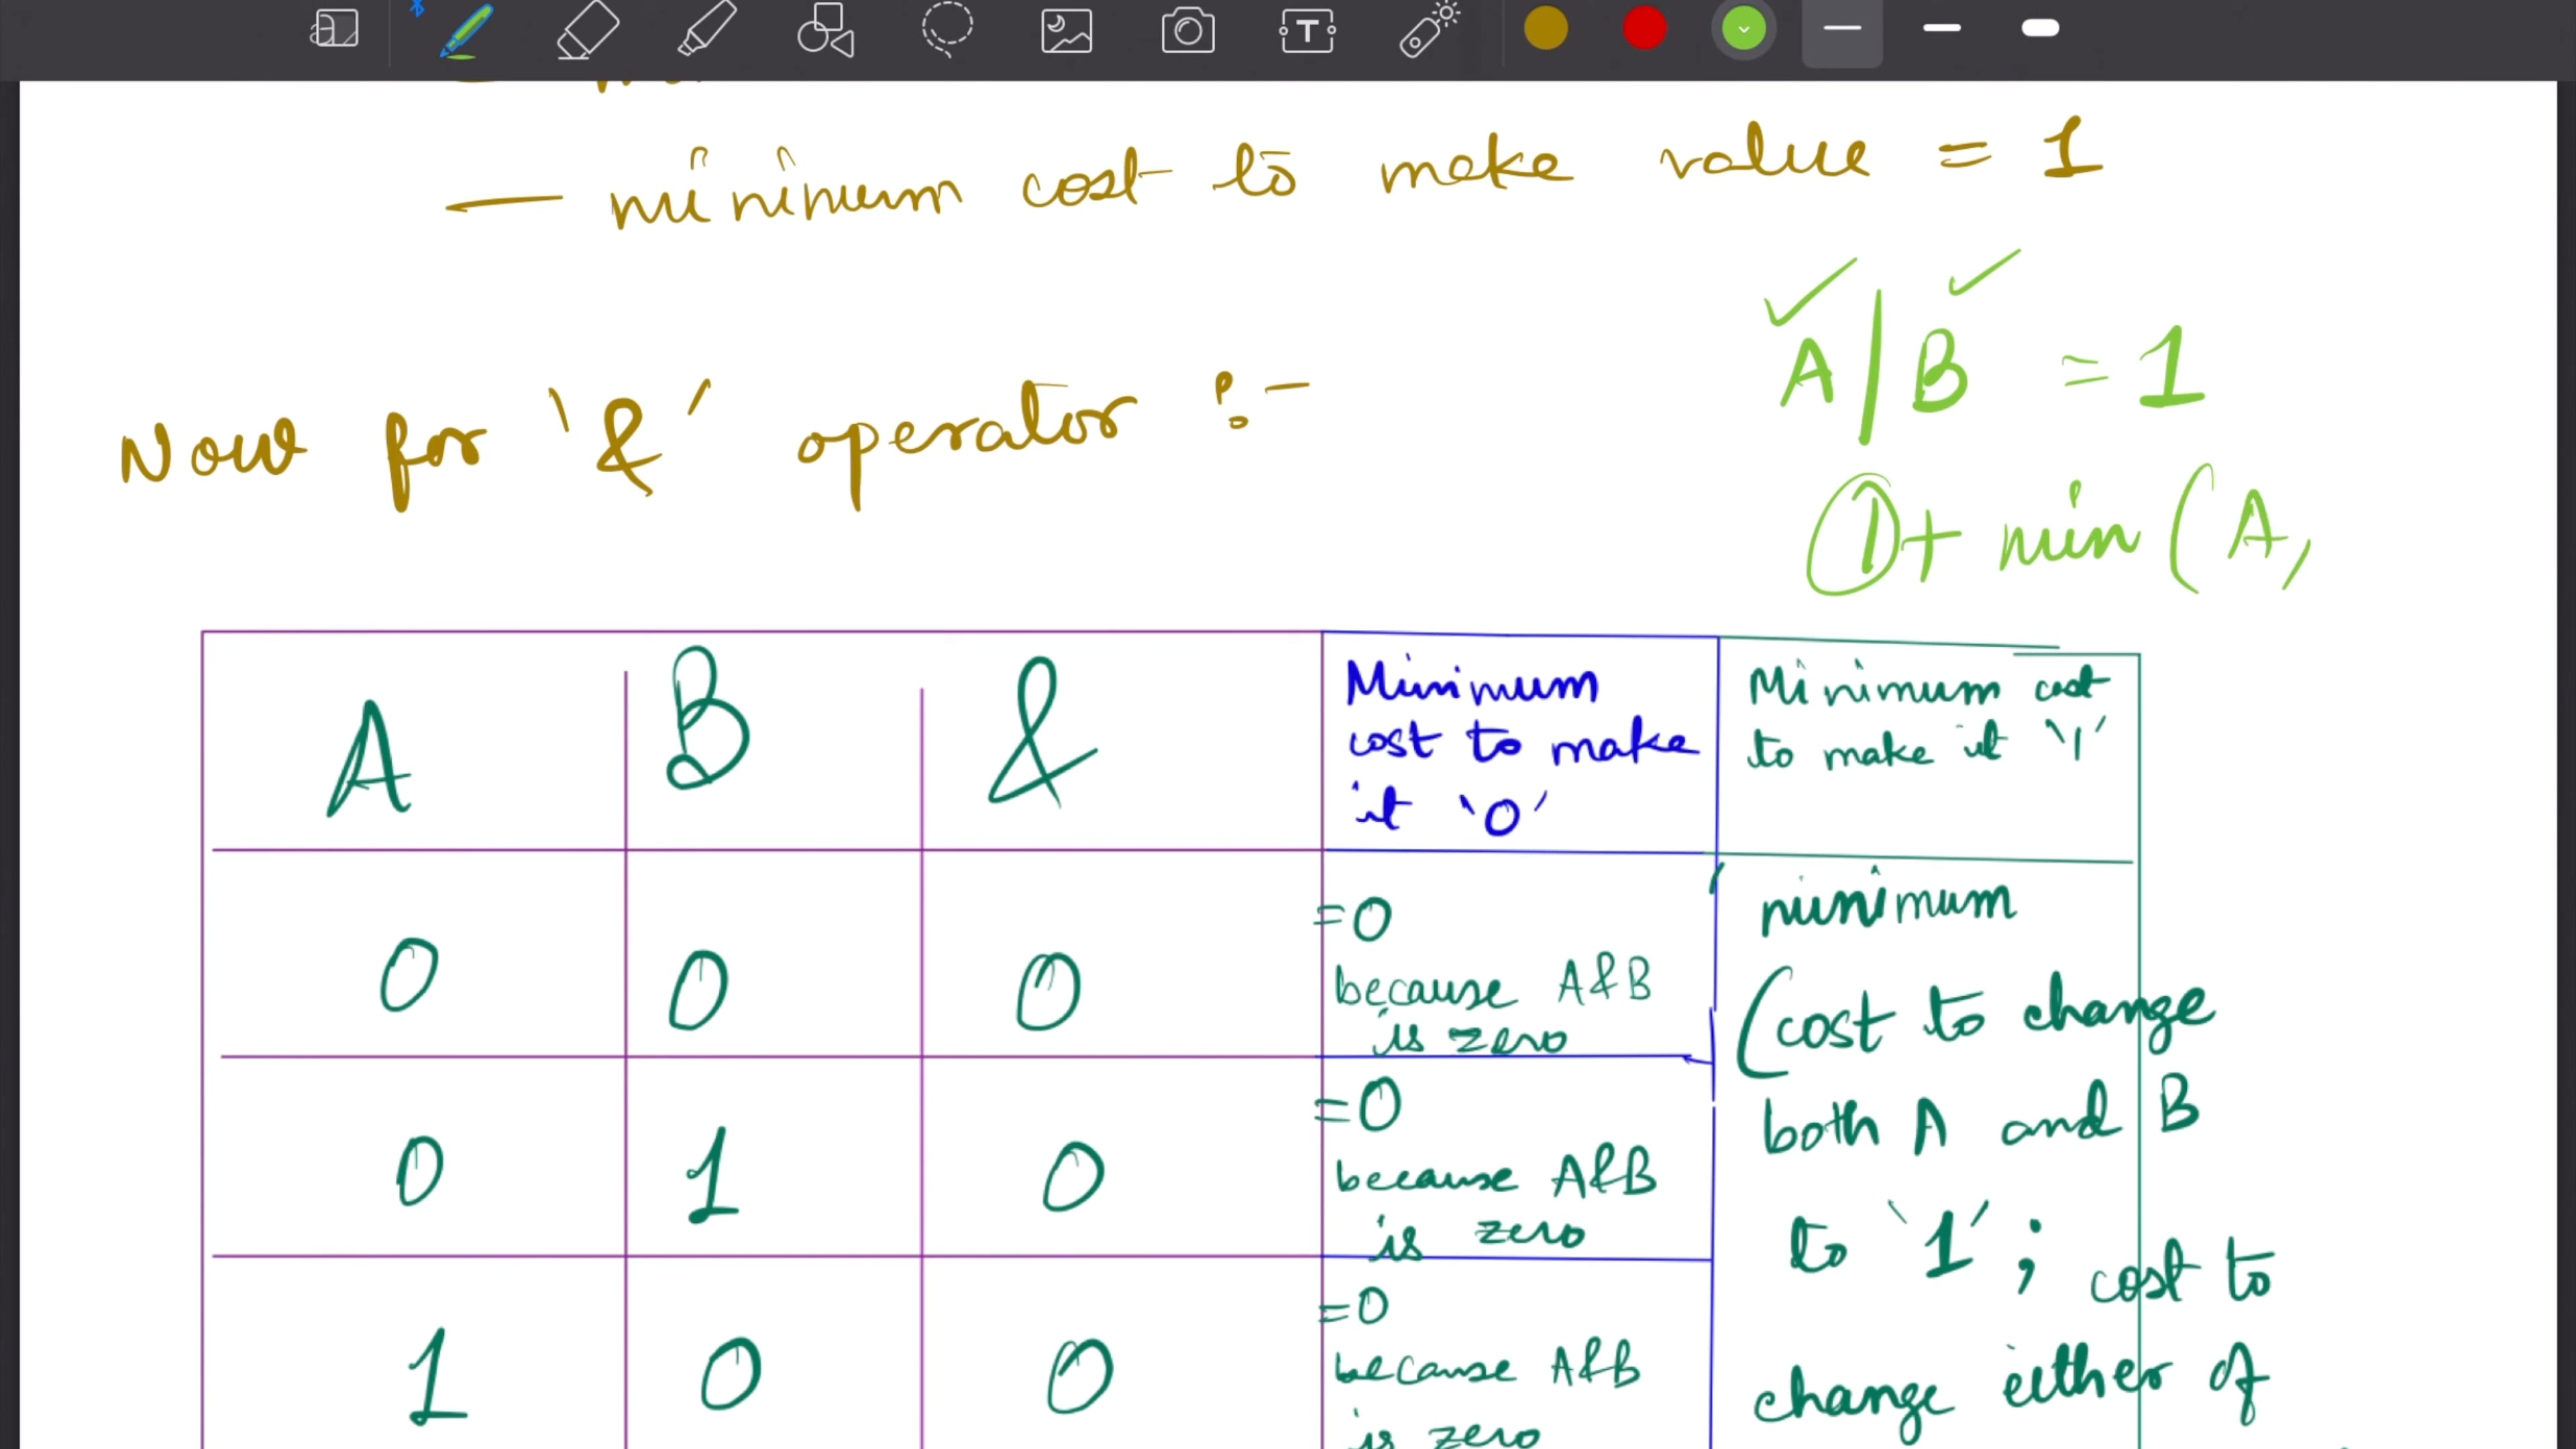 — minimum cost to make value = 1
A | B = 1
Now for '&' operator :-
① + min (A,
A B & Minimum cost to make it '0' Minimum cost to make it '1'
0 0 0 =0 because A&B is zero
0 1 0 =0 because A&B is zero
1 0 0 =0 because A&B is zero
minimum
(cost to change
both A and B
to '1'; cost to
change either of